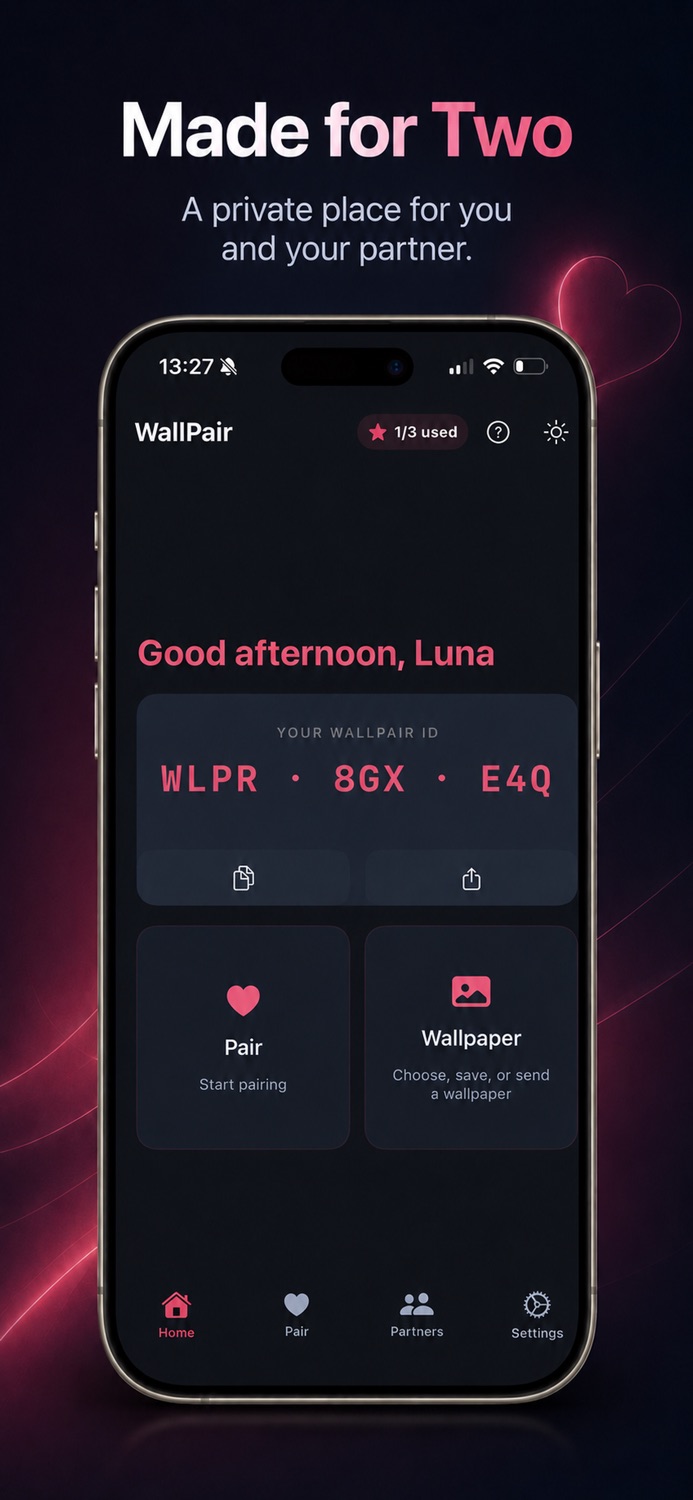 Made for Two
A private place for you
and your partner.
13:27
WallPair
1/3 used
?
Good afternoon, Luna
YOUR WALLPAIR ID
WLPR · 8GX · E4Q
Pair
Start pairing
Wallpaper
Choose, save, or send
a wallpaper
Home
Pair
Partners
Settings